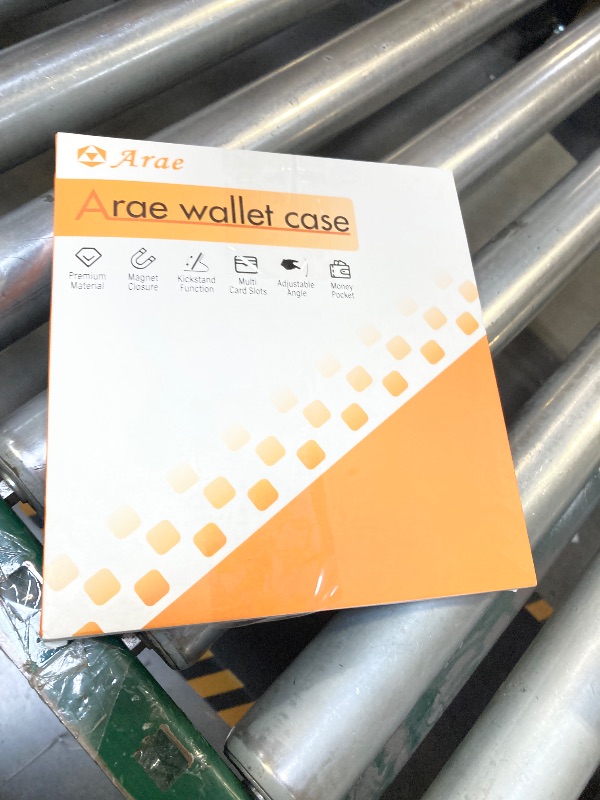 Arae
Arae wallet case
Premium Material
Magnet Closure
Kickstand Function
Multi Card Slots
Adjustable Angle
Money Pocket